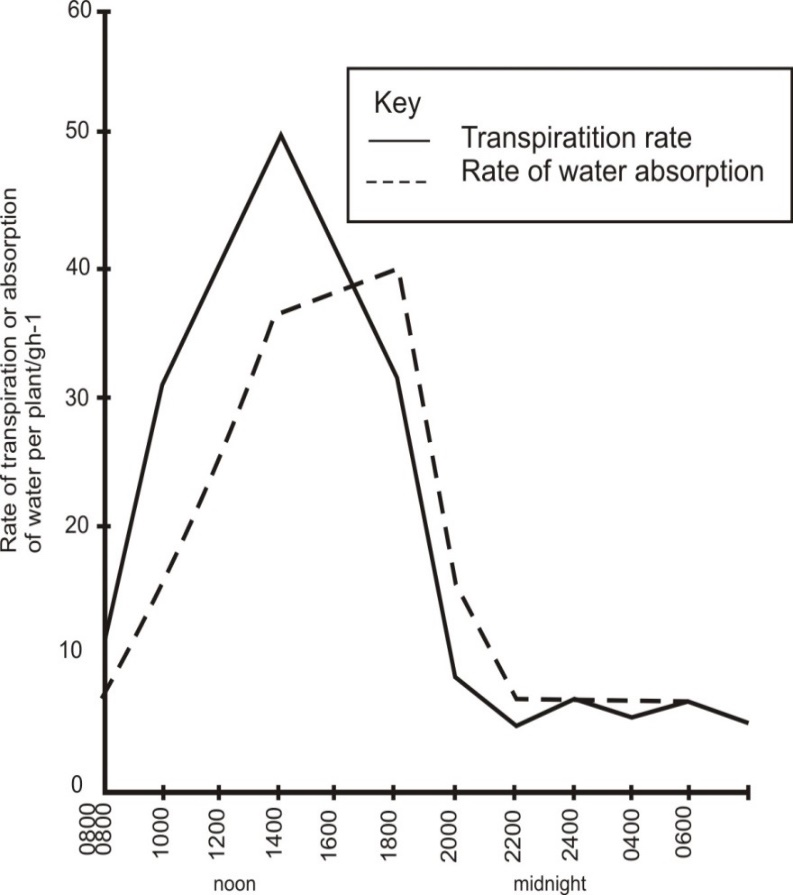 60
50
40
30
20
10
0
Rate of transpiration or absorption
of water per plant/gh-1
Key
Transpiratition rate
Rate of water absorption
0800
0800
1000
1200
1400
1600
1800
2000
2200
2400
0400
0600
noon
midnight